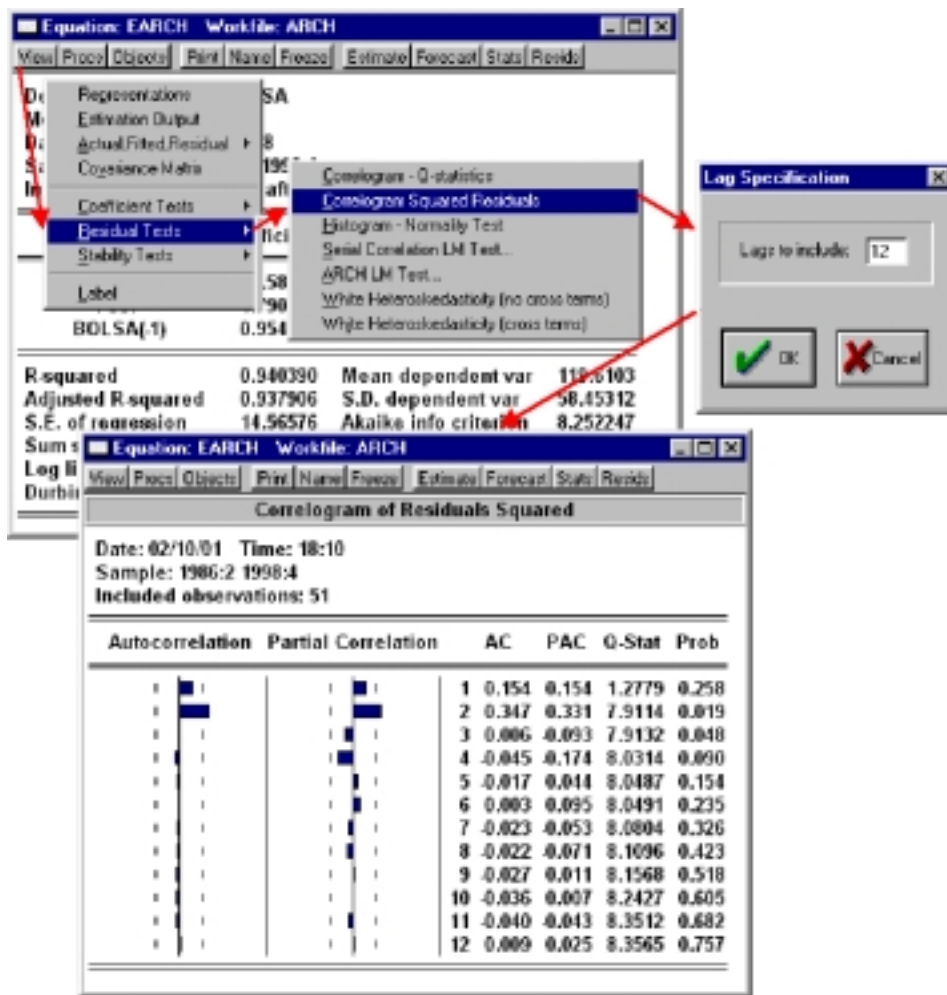 Equation: EARCH Workfile: ARCH
View Procs Objects Print Name Freeze Estimate Forecast Stats Resids
Representations
Estimation Output
Actual,Fitted,Residual
Covariance Matrix
Coefficient Tests
Residual Tests
Stability Tests
Label
Correlogram - Q-statistics
Correlogram Squared Residuals
Histogram - Normality Test
Serial Correlation LM Test...
ARCH LM Test...
White Heteroskedasticity (no cross terms)
White Heteroskedasticity (cross terms)
Lag Specification
Lags to include: 12
OK Cancel
BOLSA(-1) 0.954
R-squared 0.940390 Mean dependent var 118.6103
Adjusted R-squared 0.937906 S.D. dependent var 58.45312
S.E. of regression 14.56576 Akaike info criterion 8.252247
Sum s
Log li
Durbin
Equation: EARCH Workfile: ARCH
View Procs Objects Print Name Freeze Estimate Forecast Stats Resids
Correlogram of Residuals Squared
Date: 02/10/01 Time: 18:10
Sample: 1986:2 1998:4
Included observations: 51
Autocorrelation Partial Correlation AC PAC Q-Stat Prob
1 0.154 0.154 1.2779 0.258
2 0.347 0.331 7.9114 0.019
3 0.006 -0.093 7.9132 0.048
4 -0.045 -0.174 8.0314 0.090
5 -0.017 0.044 8.0487 0.154
6 0.003 0.095 8.0491 0.235
7 -0.023 -0.053 8.0804 0.326
8 -0.022 -0.071 8.1096 0.423
9 -0.027 0.011 8.1568 0.518
10 -0.036 0.007 8.2427 0.605
11 -0.040 -0.043 8.3512 0.682
12 0.009 0.025 8.3565 0.757